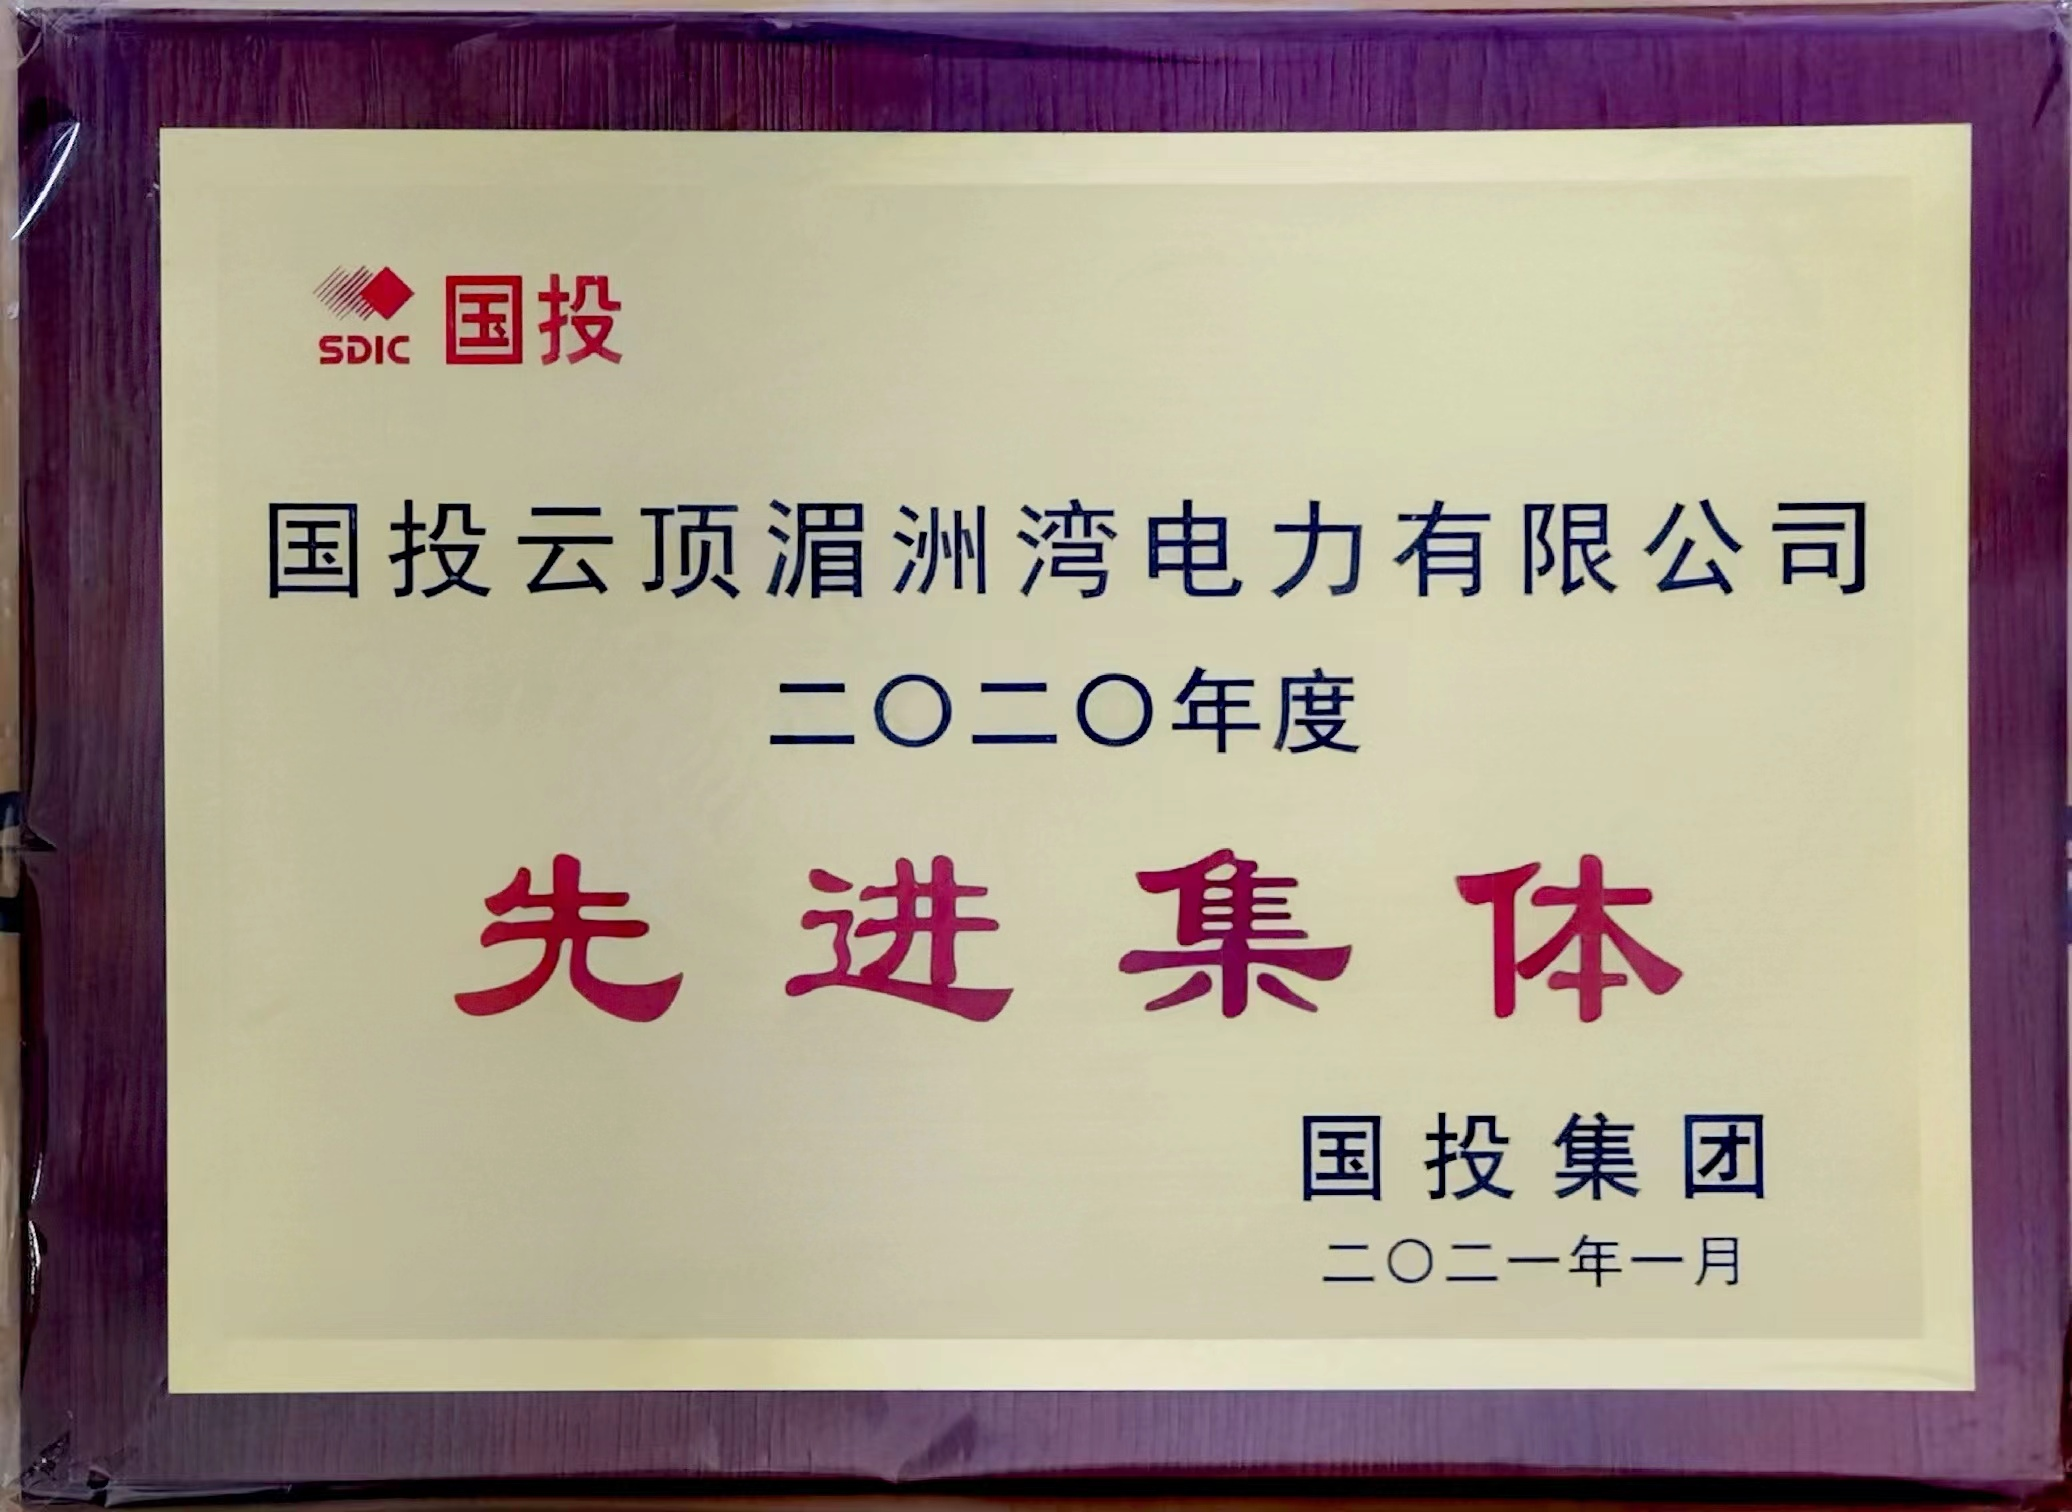 SDIC 国投
国投云顶湄洲湾电力有限公司
二〇二〇年度
先进集体
国投集团
二〇二一年一月